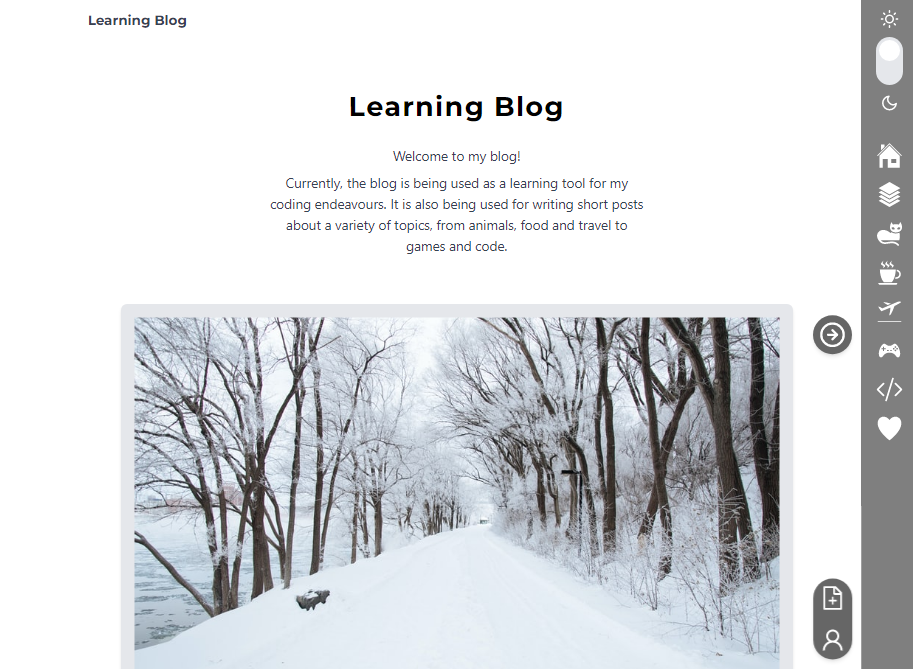 Learning Blog
Learning Blog
Welcome to my blog!
Currently, the blog is being used as a learning tool for my
coding endeavours. It is also being used for writing short posts
about a variety of topics, from animals, food and travel to
games and code.